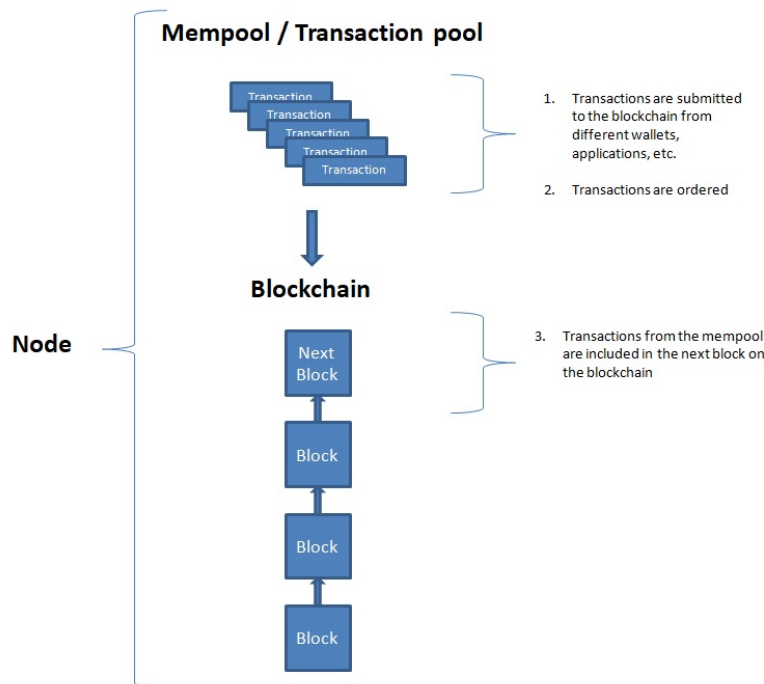 Mempool / Transaction pool
Transaction
Transaction
Transaction
Transaction
Transaction
1. Transactions are submitted
to the blockchain from
different wallets,
applications, etc.
2. Transactions are ordered
Blockchain
Node
Next
Block
3. Transactions from the mempool
are included in the next block on
the blockchain
Block
Block
Block